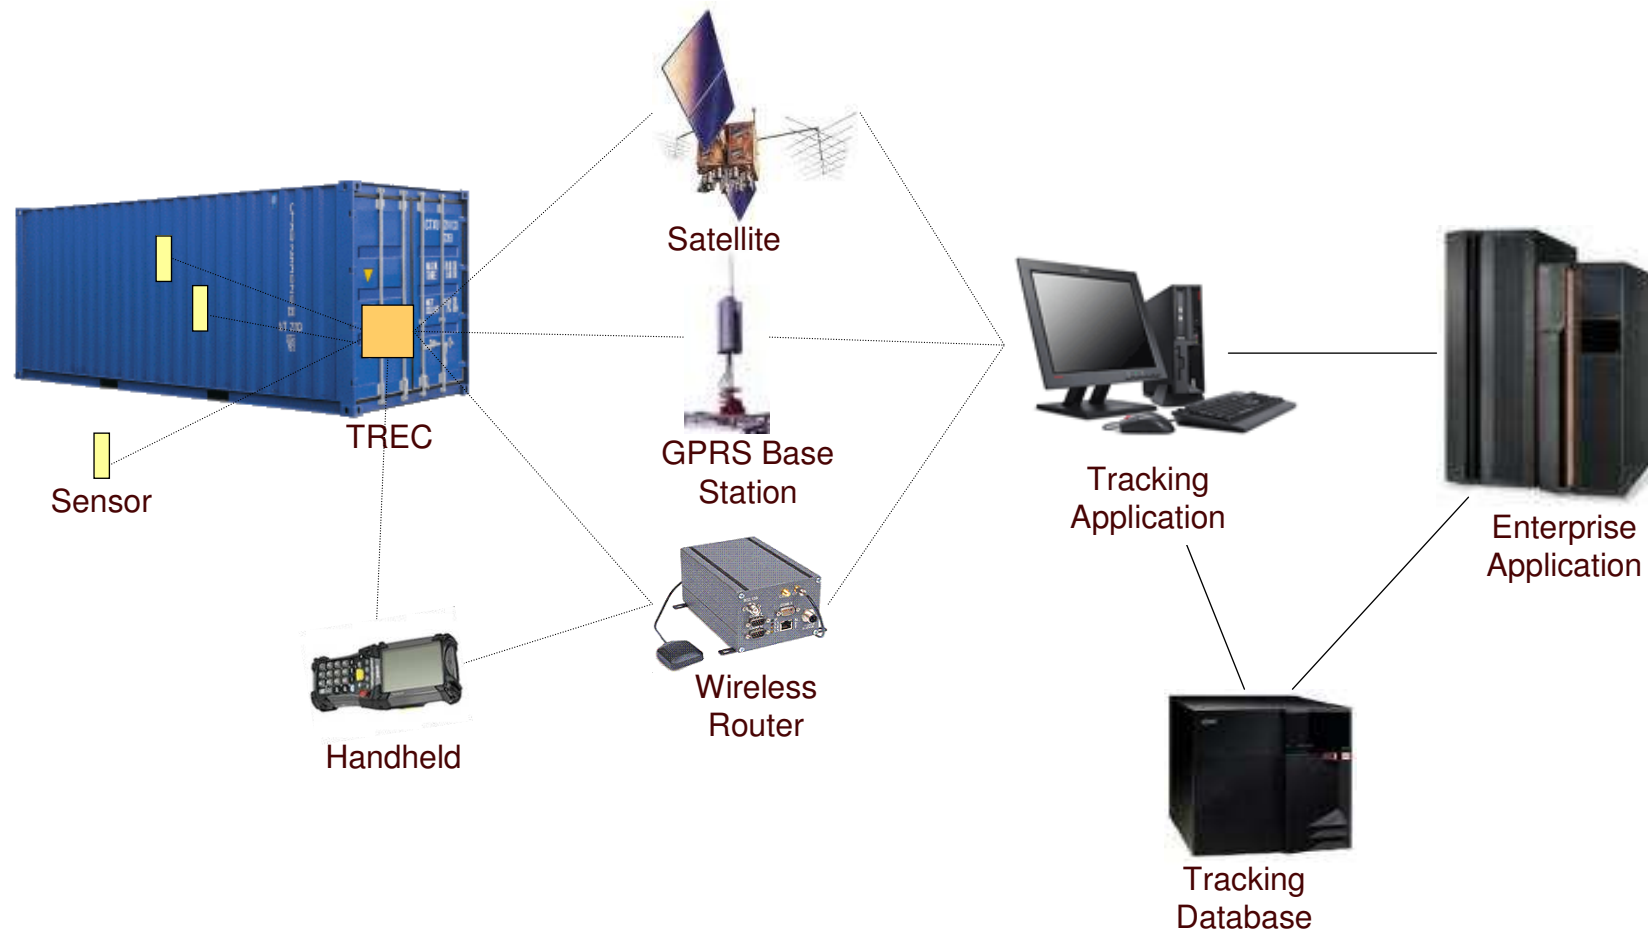 Satellite
TREC
GPRS Base
Station
Sensor
Tracking
Application
Enterprise
Application
Wireless
Router
Handheld
Tracking
Database